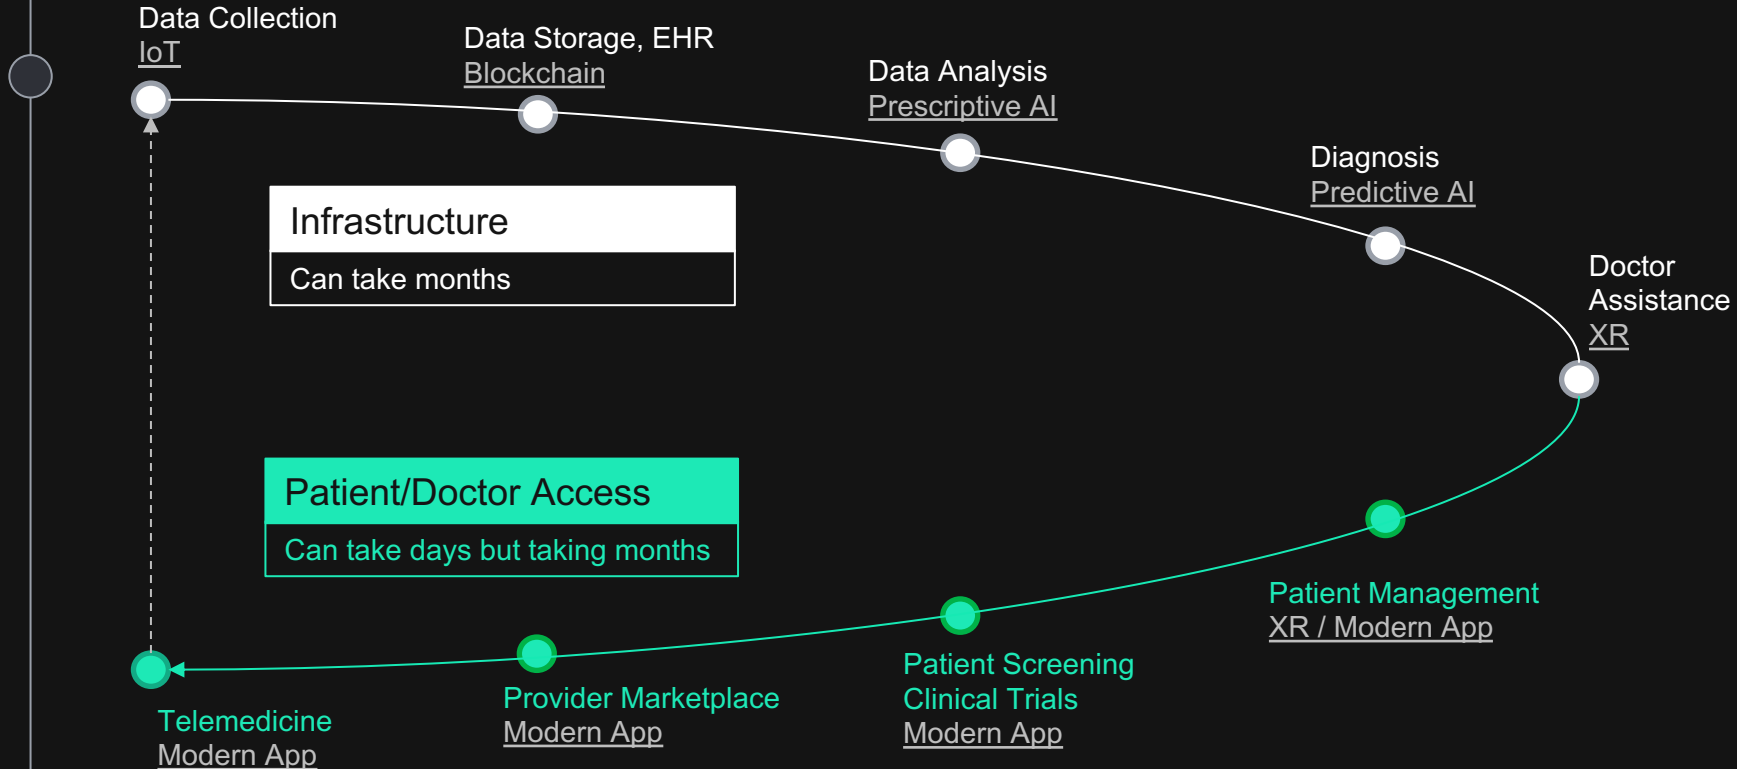 Data Collection
IoT
Data Storage, EHR
Blockchain
Data Analysis
Prescriptive AI
Diagnosis
Predictive AI
Doctor
Assistance
XR
Infrastructure
Can take months
Patient/Doctor Access
Can take days but taking months
Patient Management
XR / Modern App
Patient Screening
Clinical Trials
Modern App
Provider Marketplace
Modern App
Telemedicine
Modern App